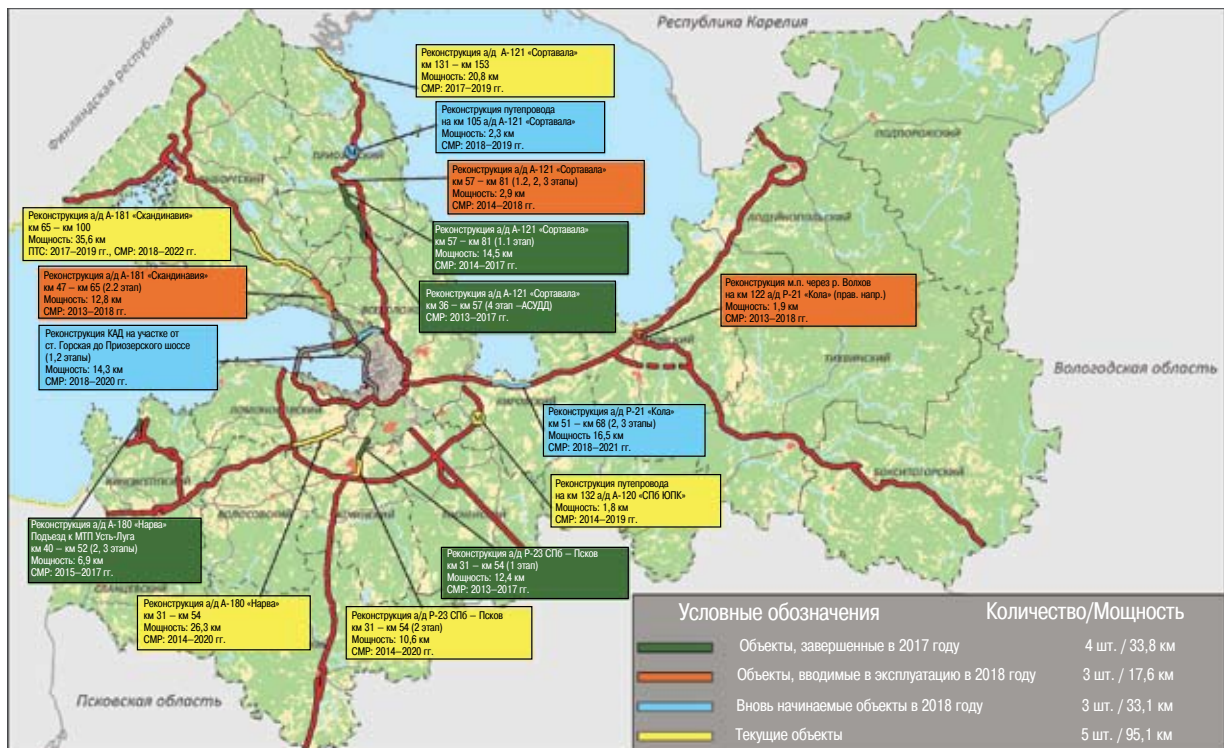 Республика Карелия
Финляндская республика
Реконструкция а/д А-121 «Сортавала»
км 131 – км 153
Мощность: 20,8 км
СМР: 2017–2019 гг.
Реконструкция путепровода
на км 105 а/д А-121 «Сортавала»
Мощность: 2,3 км
СМР: 2018–2019 гг.
Реконструкция а/д А-121 «Сортавала»
км 57 – км 81 (1.2, 2, 3 этапы)
Мощность: 2,9 км
СМР: 2014–2018 гг.
Реконструкция а/д А-121 «Сортавала»
км 57 – км 81 (1.1 этап)
Мощность: 14,5 км
СМР: 2014–2017 гг.
Реконструкция а/д А-121 «Сортавала»
км 36 – км 57 (4 этап –АСУДД)
СМР: 2013–2017 гг.
Реконструкция а/д А-181 «Скандинавия»
км 65 – км 100
Мощность: 35,6 км
ПТС: 2017–2019 гг., СМР: 2018–2022 гг.
Реконструкция а/д А-181 «Скандинавия»
км 47 – км 65 (2.2 этап)
Мощность: 12,8 км
СМР: 2013–2018 гг.
Реконструкция КАД на участке от
ст. Горская до Приозерского шоссе
(1,2 этапы)
Мощность: 14,3 км
СМР: 2018–2020 гг.
Реконструкция м.п. через р. Волхов
на км 122 а/д Р-21 «Кола» (прав. напр.)
Мощность: 1,9 км
СМР: 2013–2018 гг.
ПОДПОРОЖСКИЙ
ЛОДЕЙНОПОЛЬСКИЙ
ТИХВИНСКИЙ
БОКСИТОГОРСКИЙ
Вологодская область
КИРОВСКИЙ
ЛОМОНОСОВСКИЙ
ВОЛОСОВСКИЙ
Реконструкция а/д Р-21 «Кола»
км 51 – км 68 (2, 3 этапы)
Мощность 16,5 км
СМР: 2018–2021 гг.
Реконструкция путепровода
на км 132 а/д А-120 «СПб ЮПК»
Мощность: 1,8 км
СМР: 2014–2019 гг.
Реконструкция а/д А-180 «Нарва»
Подъезд к МТП Усть-Луга
км 40 – км 52 (2, 3 этапы)
Мощность: 6,9 км
СМР: 2015–2017 гг.
Реконструкция а/д Р-23 СПб – Псков
км 31 – км 54 (1 этап)
Мощность: 12,4 км
СМР: 2013–2017 гг.
Реконструкция а/д А-180 «Нарва»
км 31 – км 54
Мощность: 26,3 км
СМР: 2014–2020 гг.
Реконструкция а/д Р-23 СПб – Псков
км 31 – км 54 (2 этап)
Мощность: 10,6 км
СМР: 2014–2020 гг.
Псковская область
Условные обозначения Количество/Мощность
Объекты, завершенные в 2017 году 4 шт. / 33,8 км
Объекты, вводимые в эксплуатацию в 2018 году 3 шт. / 17,6 км
Вновь начинаемые объекты в 2018 году 3 шт. / 33,1 км
Текущие объекты 5 шт. / 95,1 км